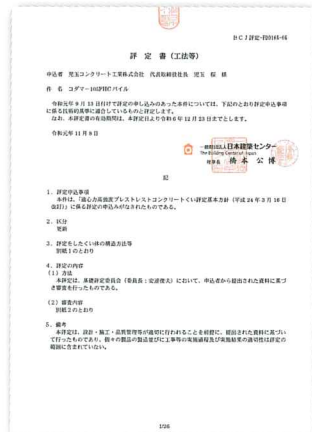 BCJ評定-FD0185-06
評 定 書（工法等）
申込者 児玉コンクリート工業株式会社 代表取締役社長 児玉 様
件 名 コダマ-105PHCパイル
令和元年8月13日付けで評定の申し込みのあった本件については、下記のとおり評定申込事項
に係る技術的基準に適合しているものと評定します。
なお、本評定書の有効期間は、本評定日より令和6年12月23日までとします。
令和元年11月8日
一般財団法人 日本建築センター
The Building Center of Japan
理事長 橋本 公博
記
1．評定申込事項
本件は、「遠心力高強度プレストレストコンクリートくい評定基本方針（平成24年3月16日
改訂）」に係る評定の申込みがなされたものである。
2．区分
更新
3．評定をしたくい体の構造方法等
別紙1のとおり
4．評定の内容
（1）方法
本評定は、基礎評定委員会（委員長：安達俊夫）において、申込者から提出された資料に基づ
き審査を行ったものである。
（2）審査内容
別紙2のとおり
5．備考
本評定は、設計・施工・品質管理等が適切に行われることを前提に、提出された資料に基づい
て行ったものであり、個々の製品の製造並びに工事等の実施過程及び実施結果の適切性は評定の
範囲に含まれていない。
1/26